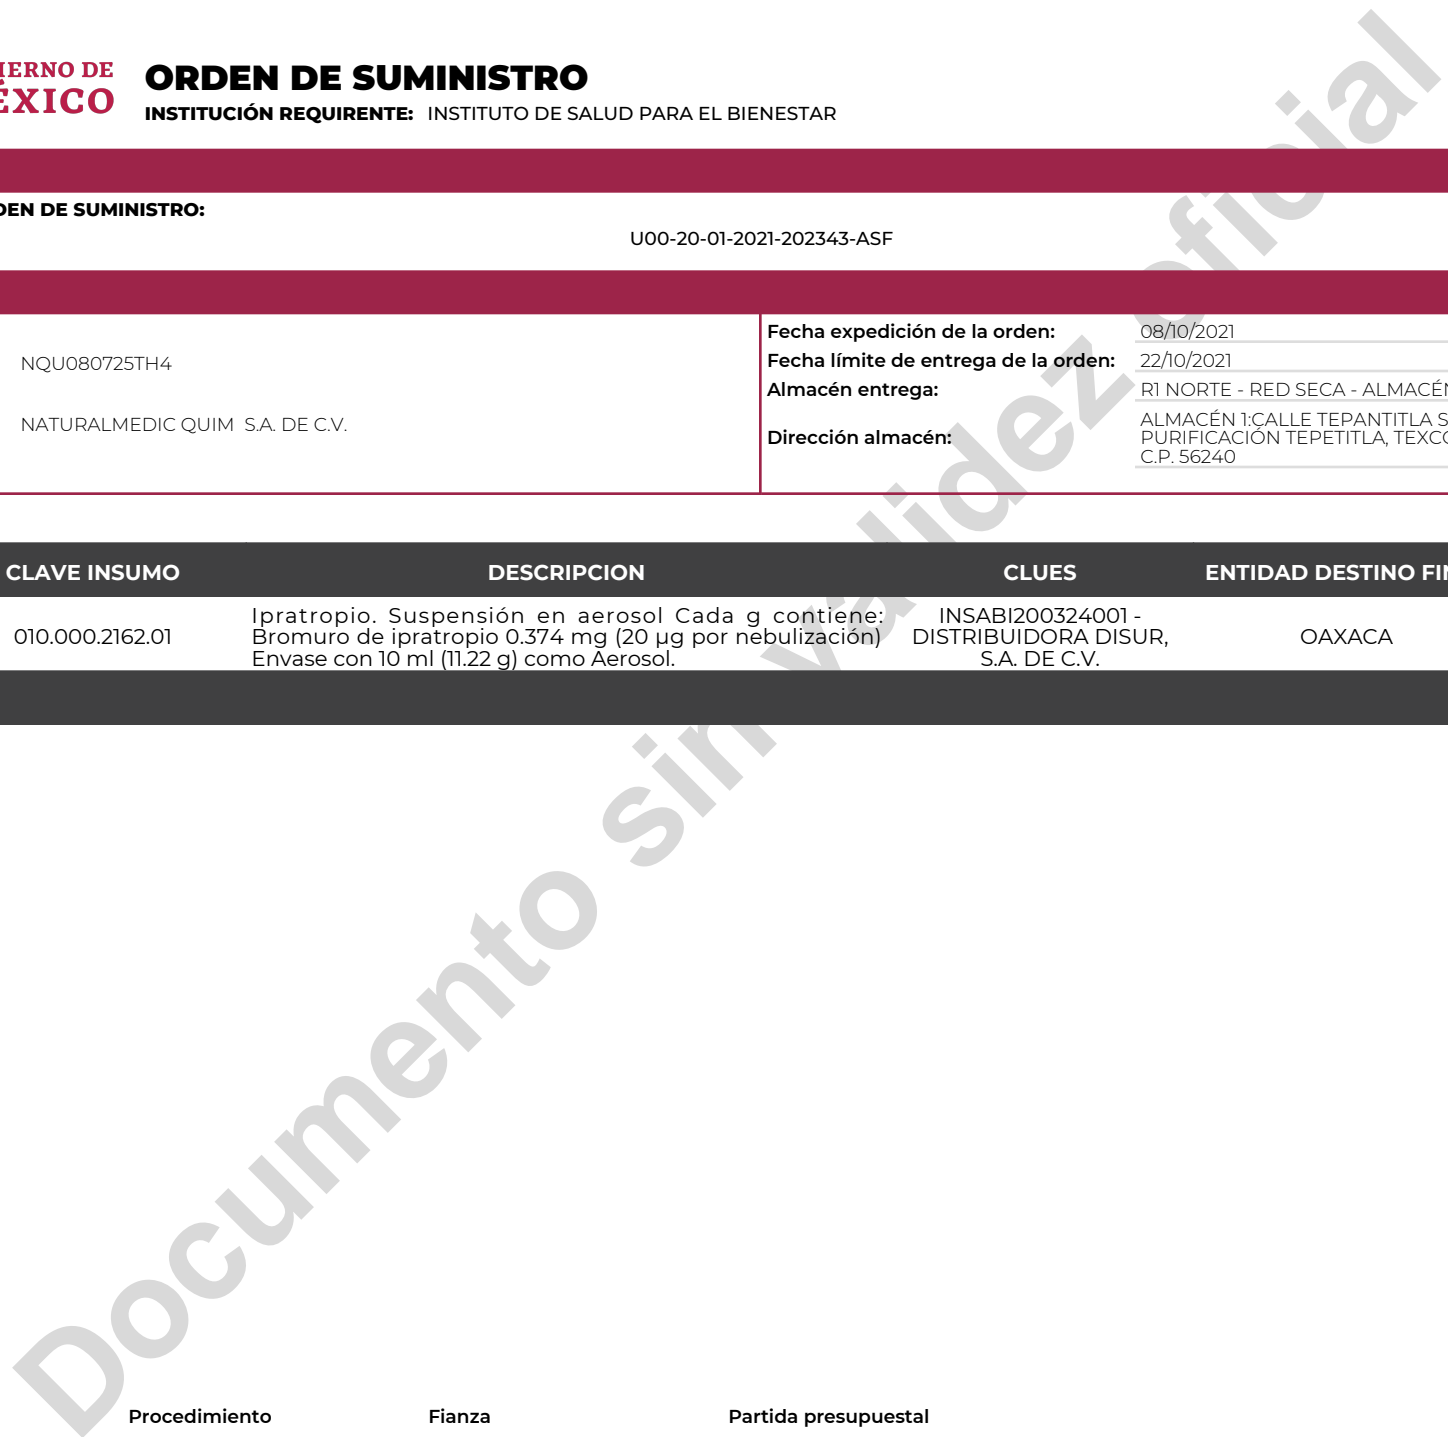 IERNO DE
ÉXICO
ORDEN DE SUMINISTRO
INSTITUCIÓN REQUIRENTE: INSTITUTO DE SALUD PARA EL BIENESTAR
DEN DE SUMINISTRO:
U00-20-01-2021-202343-ASF
NQU080725TH4
NATURALMEDIC QUIM S.A. DE C.V.
Fecha expedición de la orden: 08/10/2021
Fecha límite de entrega de la orden: 22/10/2021
Almacén entrega: R1 NORTE - RED SECA - ALMACÉN
Dirección almacén:
ALMACÉN 1:CALLE TEPANTITLA S
PURIFICACIÓN TEPETITLA, TEXCO
C.P. 56240
CLAVE INSUMO DESCRIPCION CLUES ENTIDAD DESTINO FIN
010.000.2162.01
Ipratropio. Suspensión en aerosol Cada g contiene:
Bromuro de ipratropio 0.374 mg (20 µg por nebulización)
Envase con 10 ml (11.22 g) como Aerosol.
INSABI200324001 -
DISTRIBUIDORA DISUR,
S.A. DE C.V.
OAXACA
Documento sin validez oficial
Procedimiento Fianza Partida presupuestal